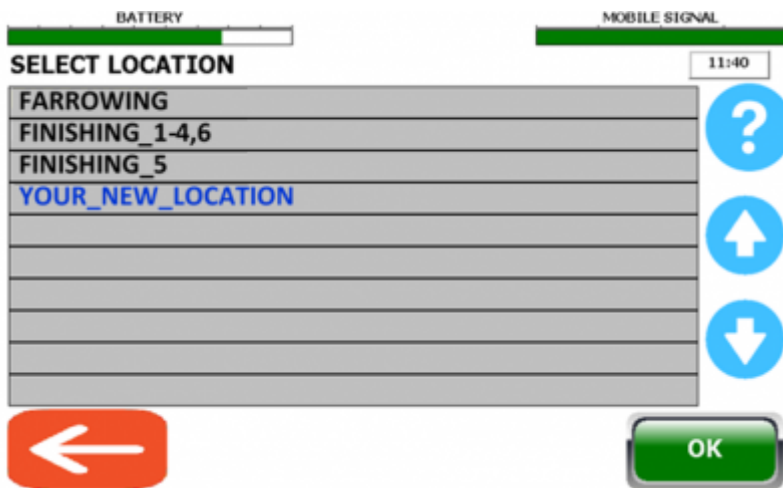 BATTERY
MOBILE SIGNAL
SELECT LOCATION
11:40
FARROWING
FINISHING_1-4,6
FINISHING_5
YOUR_NEW_LOCATION
?
OK